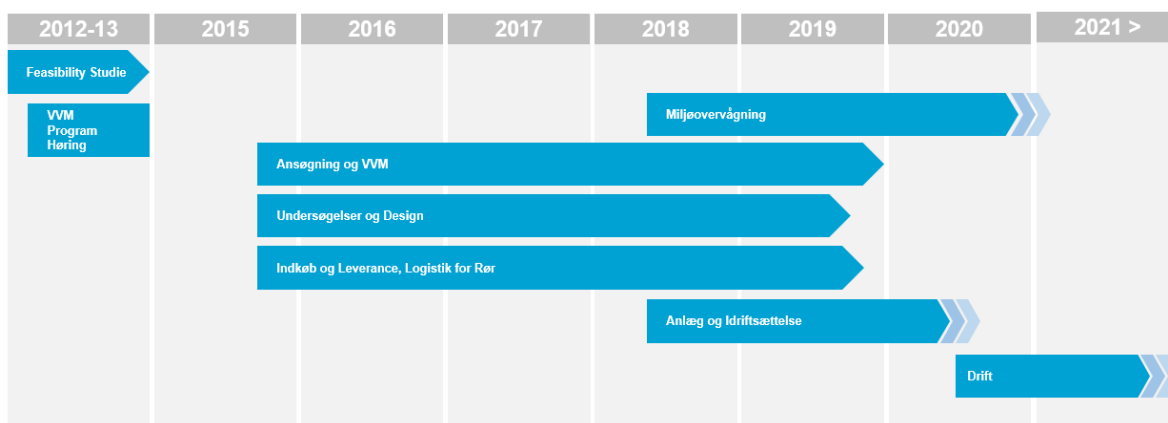 2012-13
2015
2016
2017
2018
2019
2020
2021 >
Feasibility Studie
VVM
Program
Høring
Miljøovervågning
Ansøgning og VVM
Undersøgelser og Design
Indkøb og Leverance, Logistik for Rør
Anlæg og Idriftsættelse
Drift